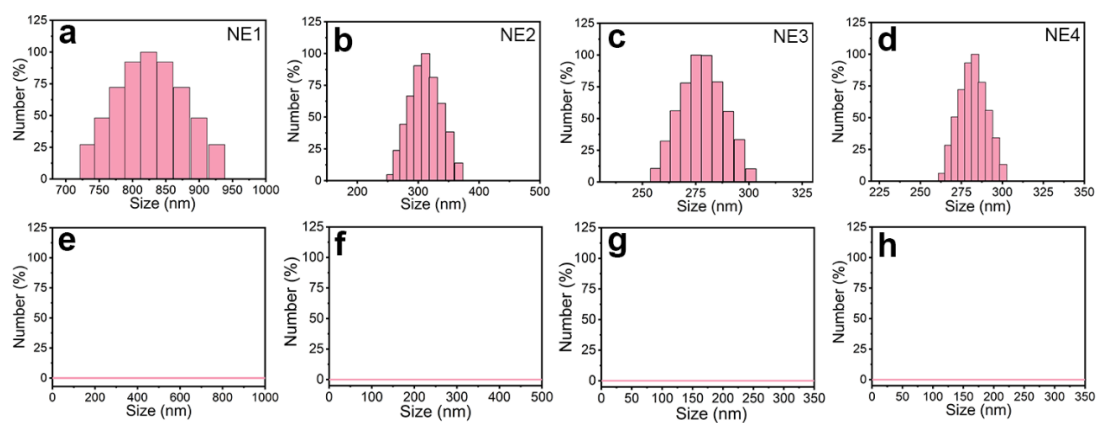 a
NE1
Number (%)
125
100
75
50
25
0
700 750 800 850 900 950 1000
Size (nm)
b
NE2
Number (%)
125
100
75
50
25
0
200 300 400 500
Size (nm)
c
NE3
Number (%)
125
100
75
50
25
0
250 275 300 325
Size (nm)
d
NE4
Number (%)
125
100
75
50
25
0
225 250 275 300 325 350
Size (nm)
e
Number (%)
125
100
75
50
25
0
0 200 400 600 800 1000
Size (nm)
f
Number (%)
125
100
75
50
25
0
0 100 200 300 400 500
Size (nm)
g
Number (%)
125
100
75
50
25
0
0 50 100 150 200 250 300 350
Size (nm)
h
Number (%)
125
100
75
50
25
0
0 50 100 150 200 250 300 350
Size (nm)